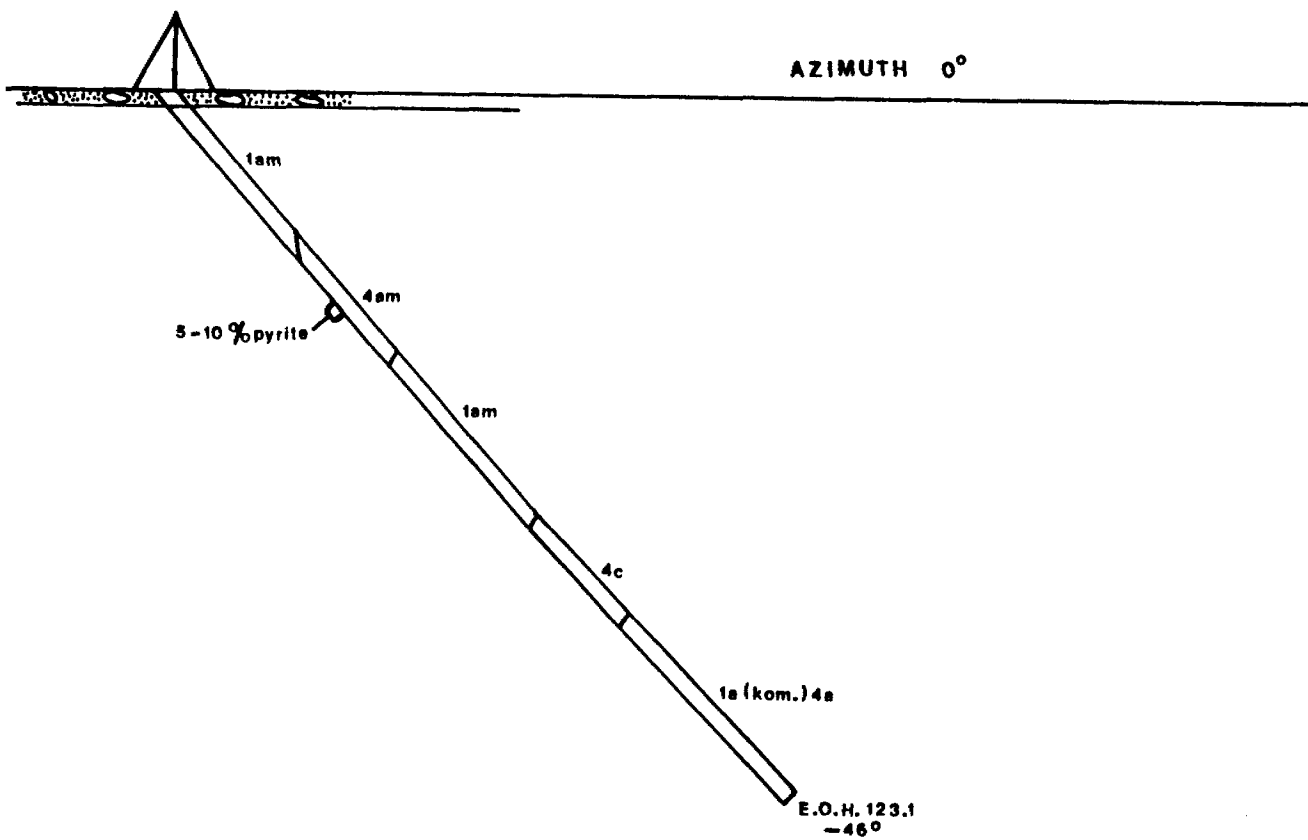 AZIMUTH 0°
1am
4am
5-10 % pyrite
1am
4c
1a (kom.) 4a
E.O.H. 123.1
-46°